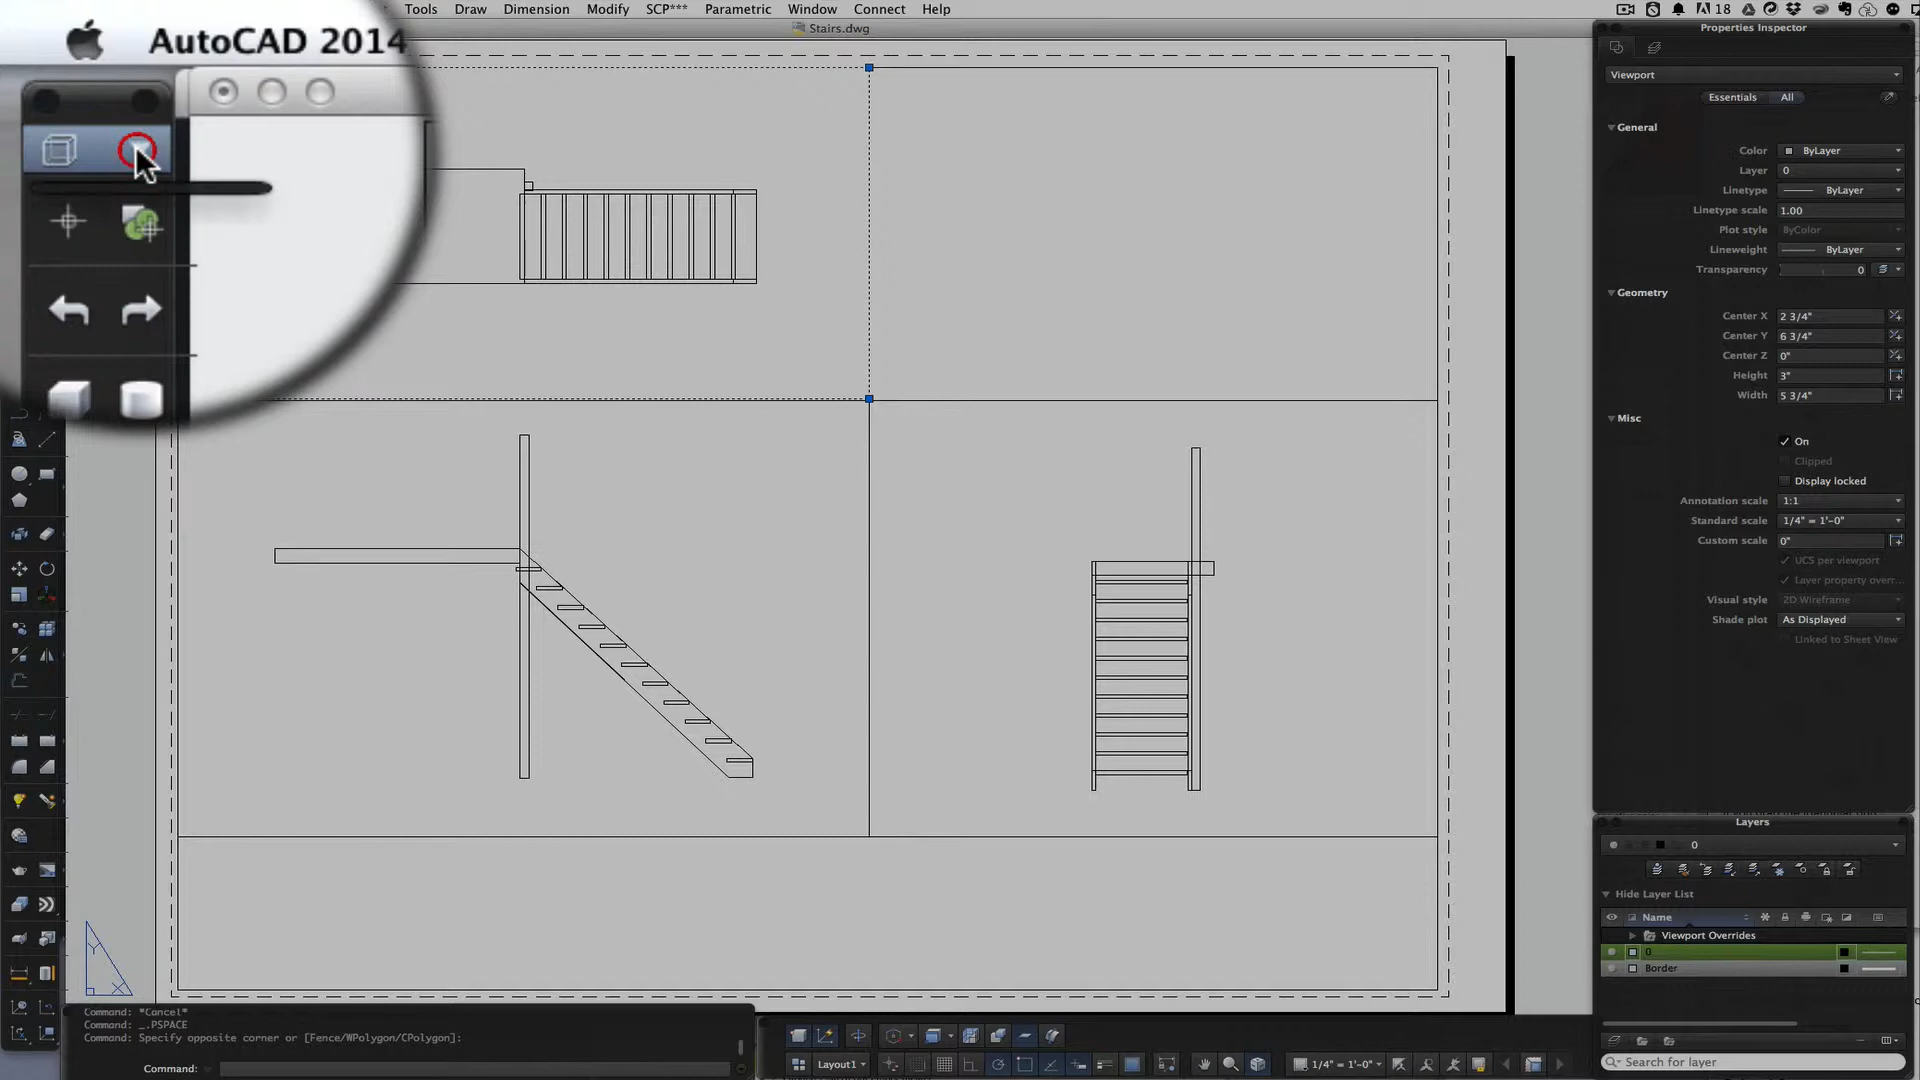 AutoCAD 2014
Tools Draw Dimension Modify SCP*** Parametric Window Connect Help
18
Stairs.dwg
Properties Inspector
Viewport
Essentials All
General
Color ByLayer
Layer 0
Linetype ByLayer
Linetype scale 1.00
Plot style ByColor
Lineweight ByLayer
Transparency 0
Geometry
Center X 2 3/4"
Center Y 6 3/4"
Center Z 0"
Height 3"
Width 5 3/4"
Misc
On
Clipped
Display locked
Annotation scale 1:1
Standard scale 1/4" = 1'-0"
Custom scale 0"
UCS per viewport
Layer property overr...
Visual style 2D Wireframe
Shade plot As Displayed
Linked to Sheet View
Layers
0
Hide Layer List
Name
Viewport Overrides
0
Border
Search for layer
Y
X
Command: *Cancel*
Command: _.PSPACE
Command: Specify opposite corner or [Fence/WPolygon/CPolygon]:
Command:
Layout1
1/4" = 1'-0"